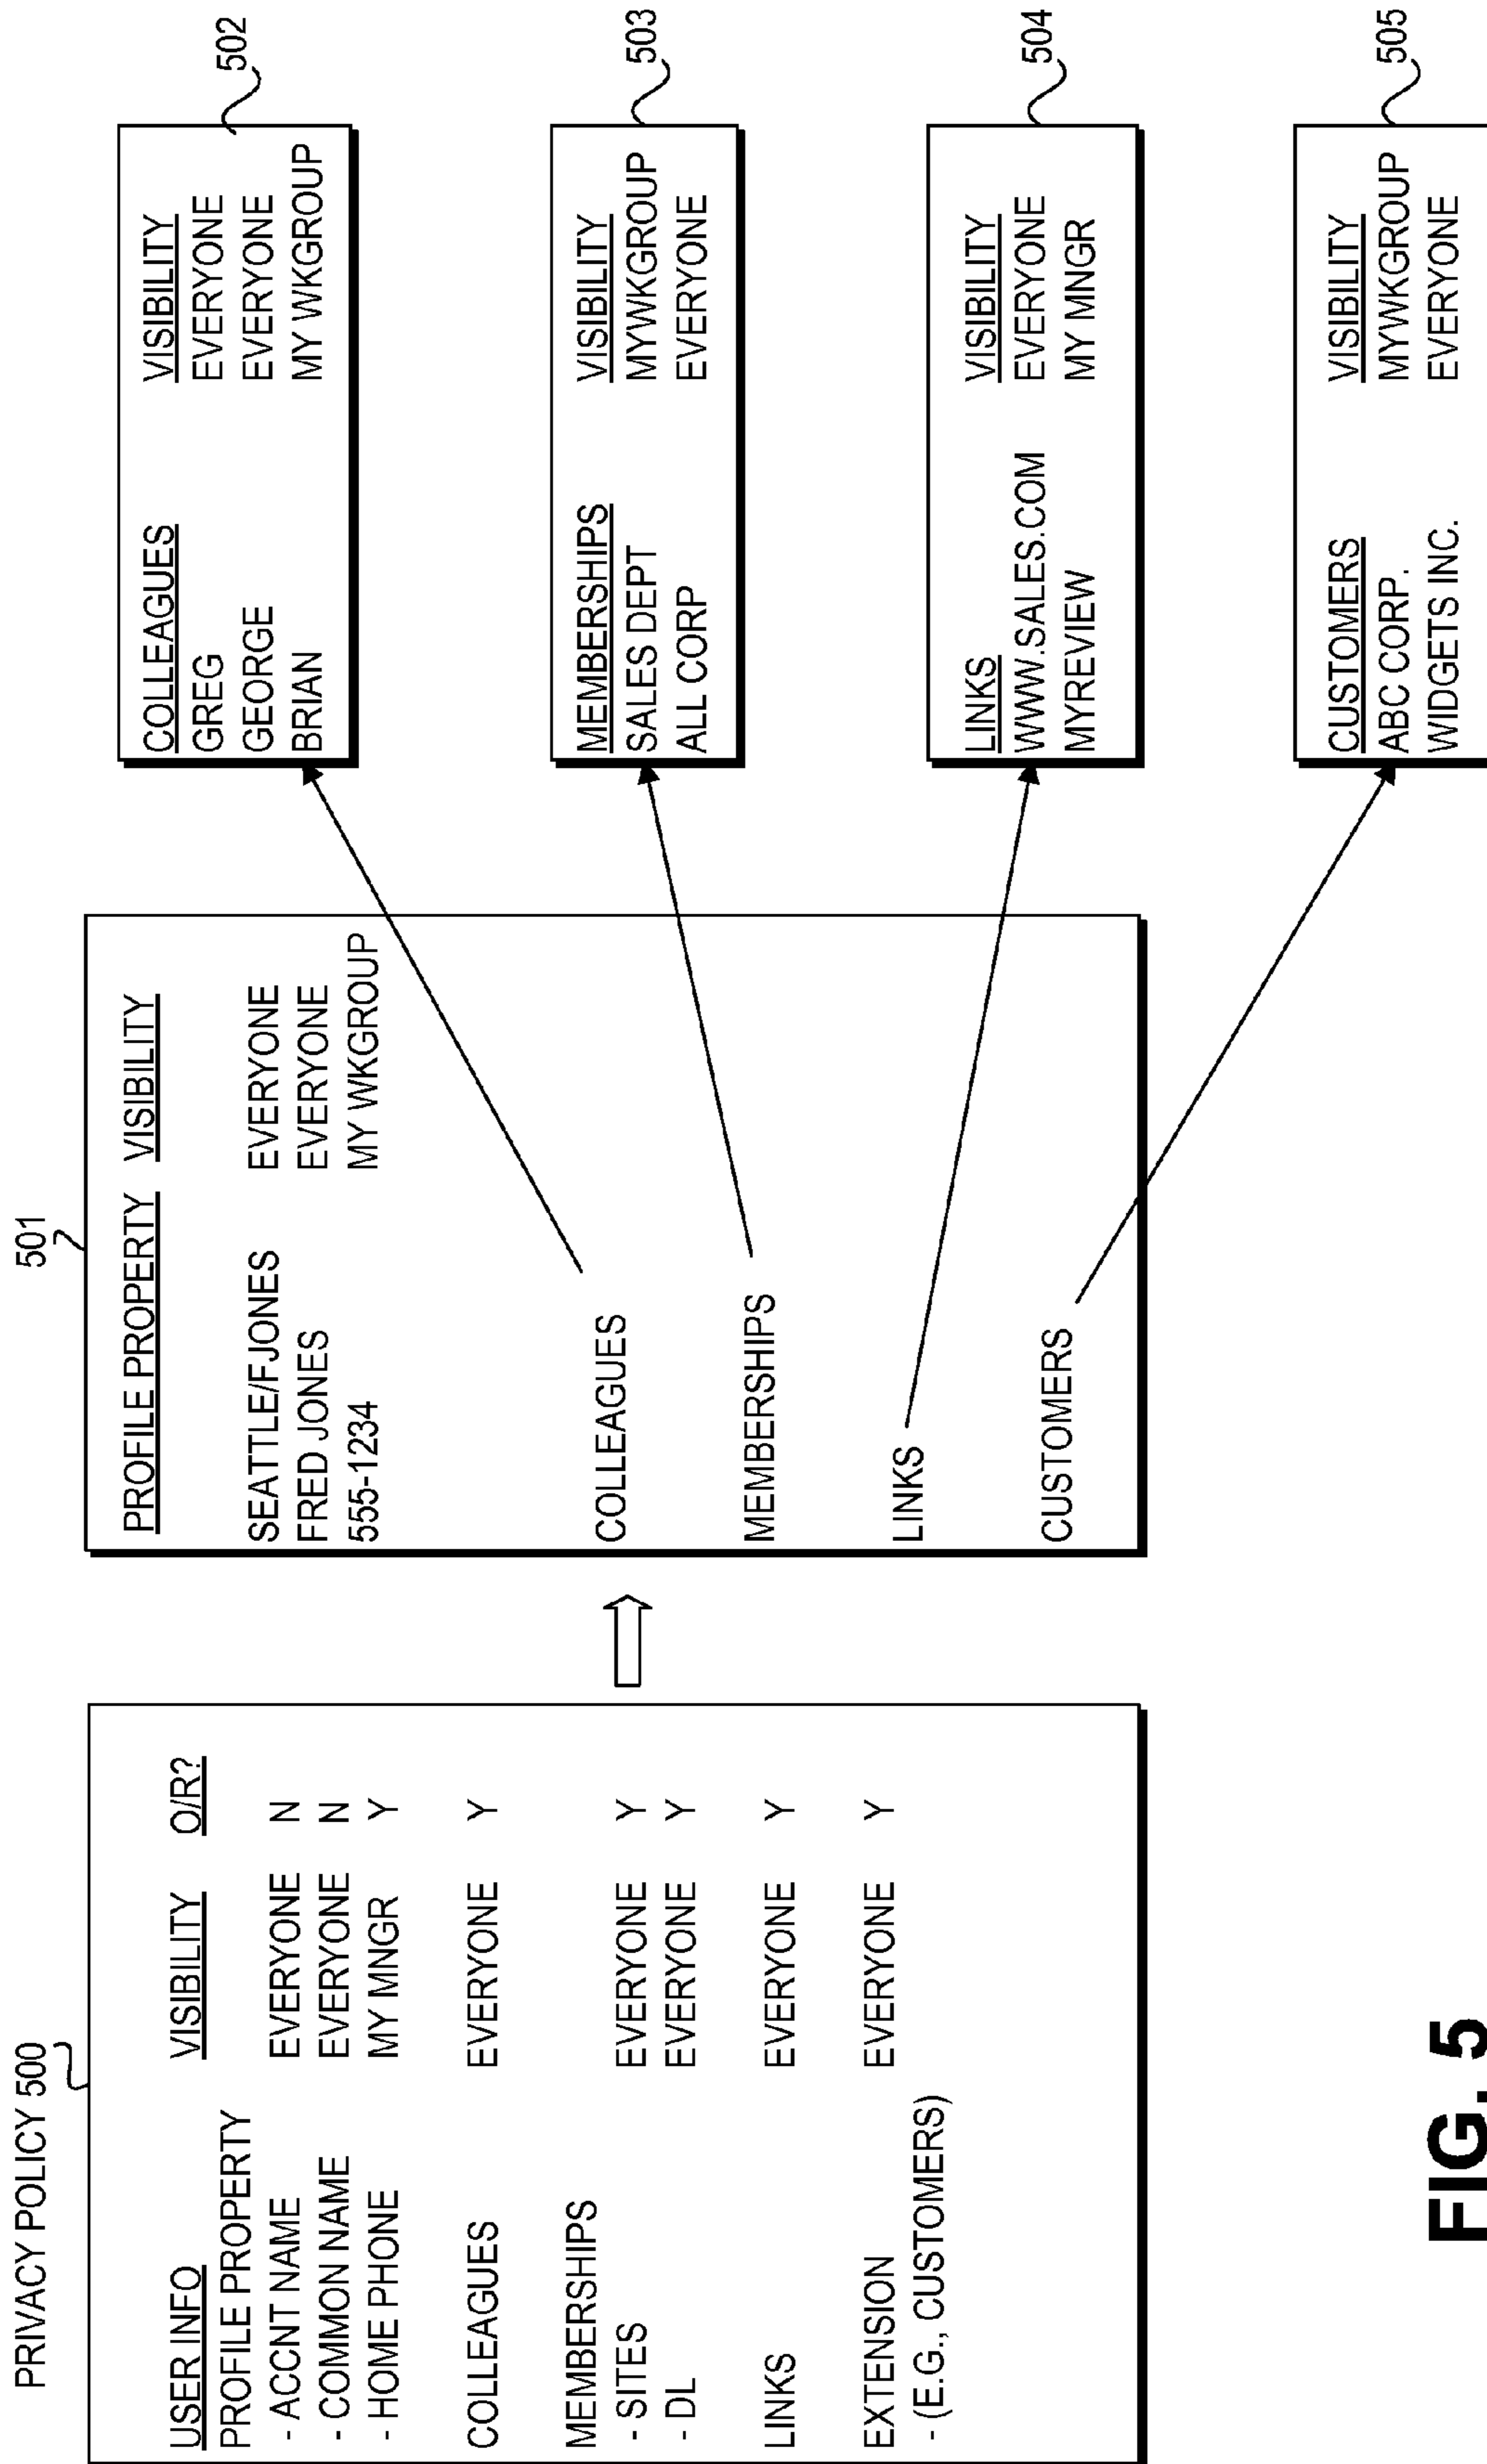 PRIVACY POLICY 500
USER INFO VISIBILITY O/R?
PROFILE PROPERTY
- ACCNT NAME EVERYONE N
- COMMON NAME EVERYONE N
- HOME PHONE MY MNGR Y
COLLEAGUES EVERYONE Y
MEMBERSHIPS
- SITES EVERYONE Y
- DL EVERYONE Y
LINKS EVERYONE Y
EXTENSION EVERYONE Y
- (E.G., CUSTOMERS)
501
PROFILE PROPERTY VISIBILITY
SEATTLE/FJONES EVERYONE
FRED JONES EVERYONE
555-1234 MY WKGROUP
COLLEAGUES
MEMBERSHIPS
LINKS
CUSTOMERS
502
COLLEAGUES VISIBILITY
GREG EVERYONE
GEORGE EVERYONE
BRIAN MY WKGROUP
503
MEMBERSHIPS VISIBILITY
SALES DEPT MYWKGROUP
ALL CORP EVERYONE
504
LINKS VISIBILITY
WWW.SALES.COM EVERYONE
MYREVIEW MY MNGR
505
CUSTOMERS VISIBILITY
ABC CORP. MYWKGROUP
WIDGETS INC. EVERYONE
FIG. 5